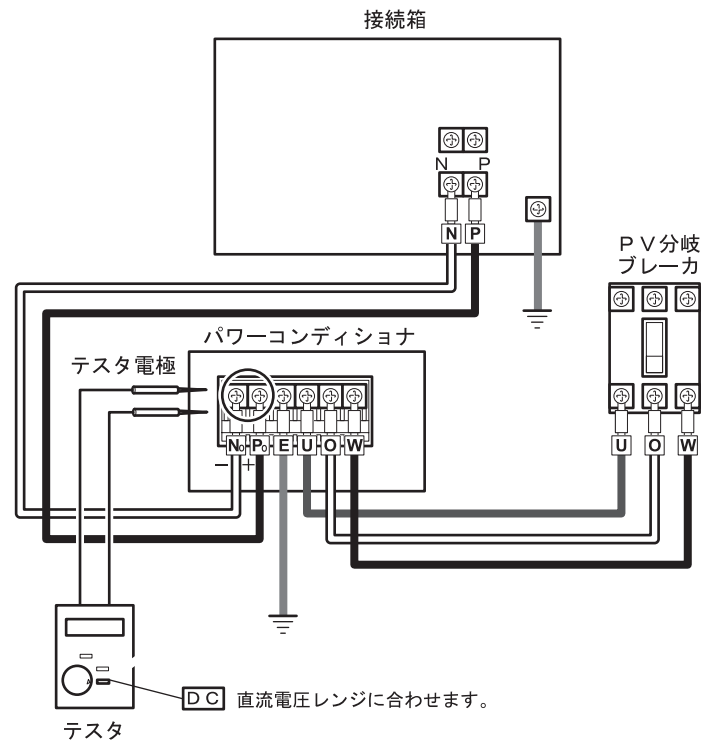 接続箱
N P
N P
PV分岐
ブレーカ
パワーコンディショナ
テスタ電極
N₀ P₀ E U O W
− +
U O W
A
DC 直流電圧レンジに合わせます。
テスタ